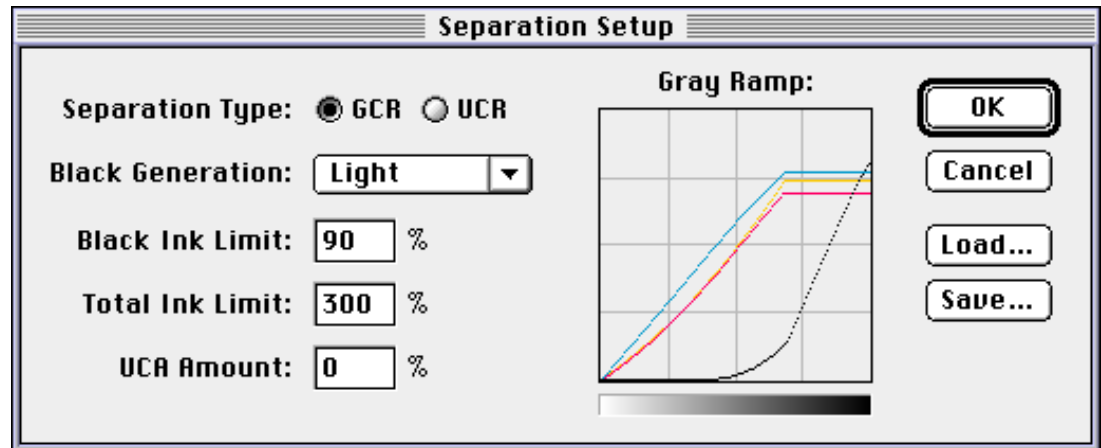 Separation Setup
Separation Type: GCR UCR
Black Generation: Light
Black Ink Limit: 90 %
Total Ink Limit: 300 %
UCA Amount: 0 %
Gray Ramp:
OK
Cancel
Load...
Save...